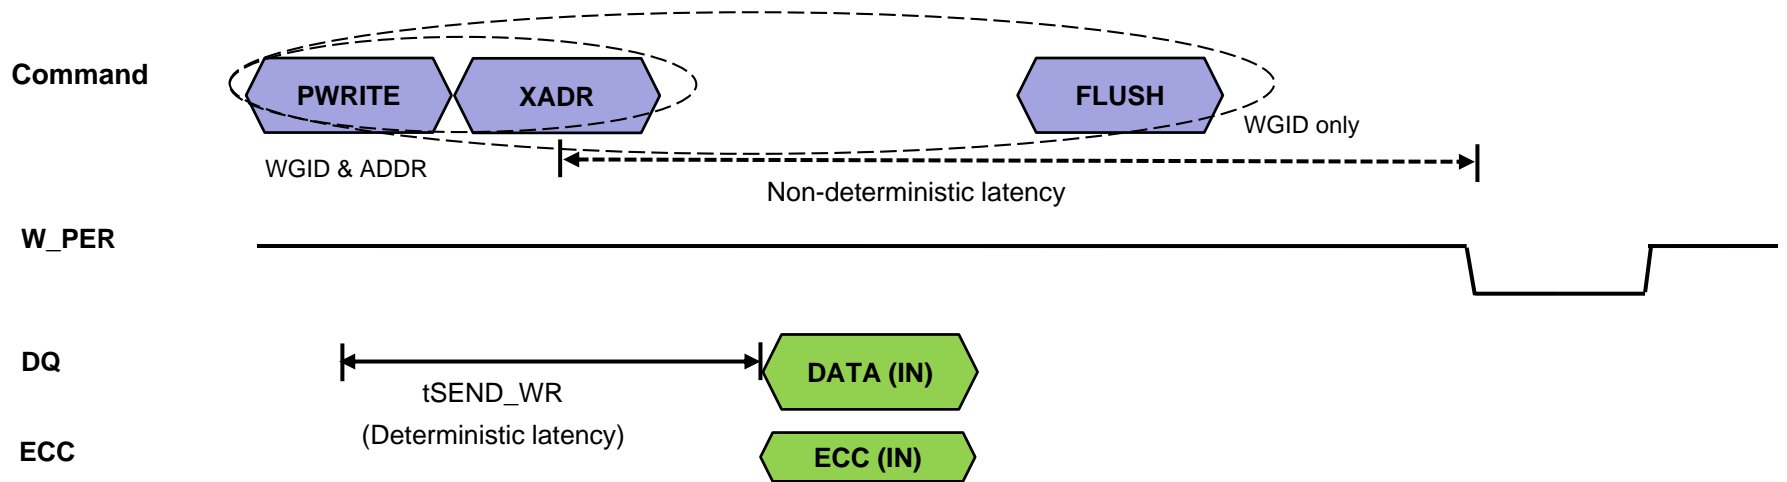 Command
PWRITE
XADR
FLUSH
WGID only
WGID & ADDR
Non-deterministic latency
W_PER
DQ
DATA (IN)
tSEND_WR
(Deterministic latency)
ECC
ECC (IN)